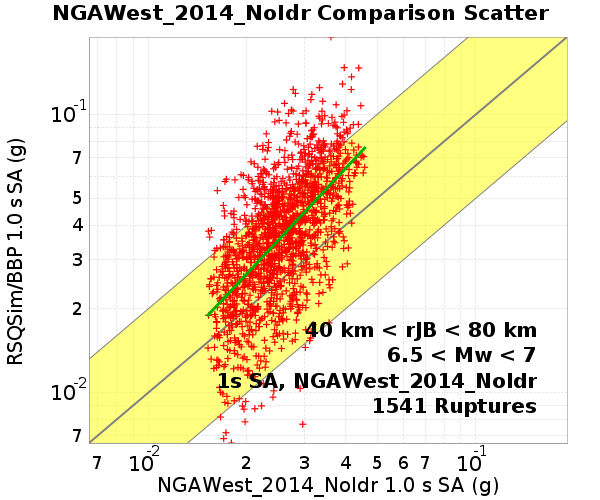 NGAWest_2014_NoIdr Comparison Scatter
RSQSim/BBP 1.0 s SA (g)
10^-1
7
5
4
3
2
10^-2
7
40 km < rJB < 80 km
6.5 < Mw < 7
1s SA, NGAWest_2014_NoIdr
1541 Ruptures
7 10^-2 2 3 4 5 6 7 10^-1
NGAWest_2014_NoIdr 1.0 s SA (g)